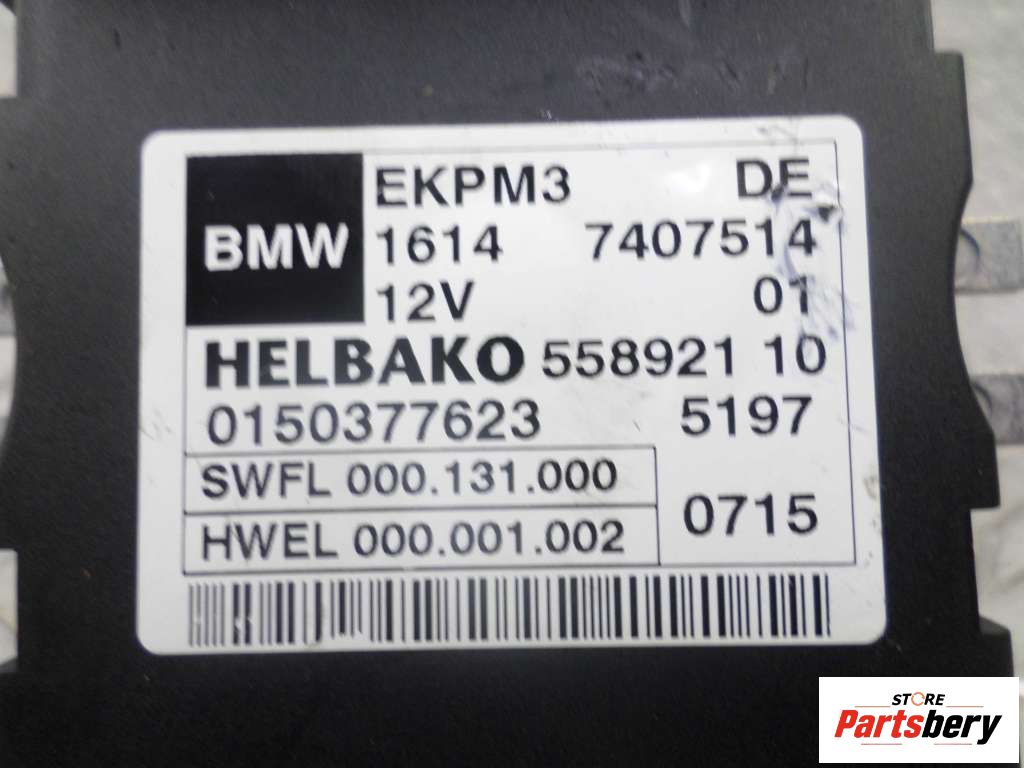 BMW
EKPM3 DE
1614 7407514
12V 01
HELBAKO 558921 10
0150377623 5197
SWFL 000.131.000
HWEL 000.001.002
0715
STORE
Partsbery